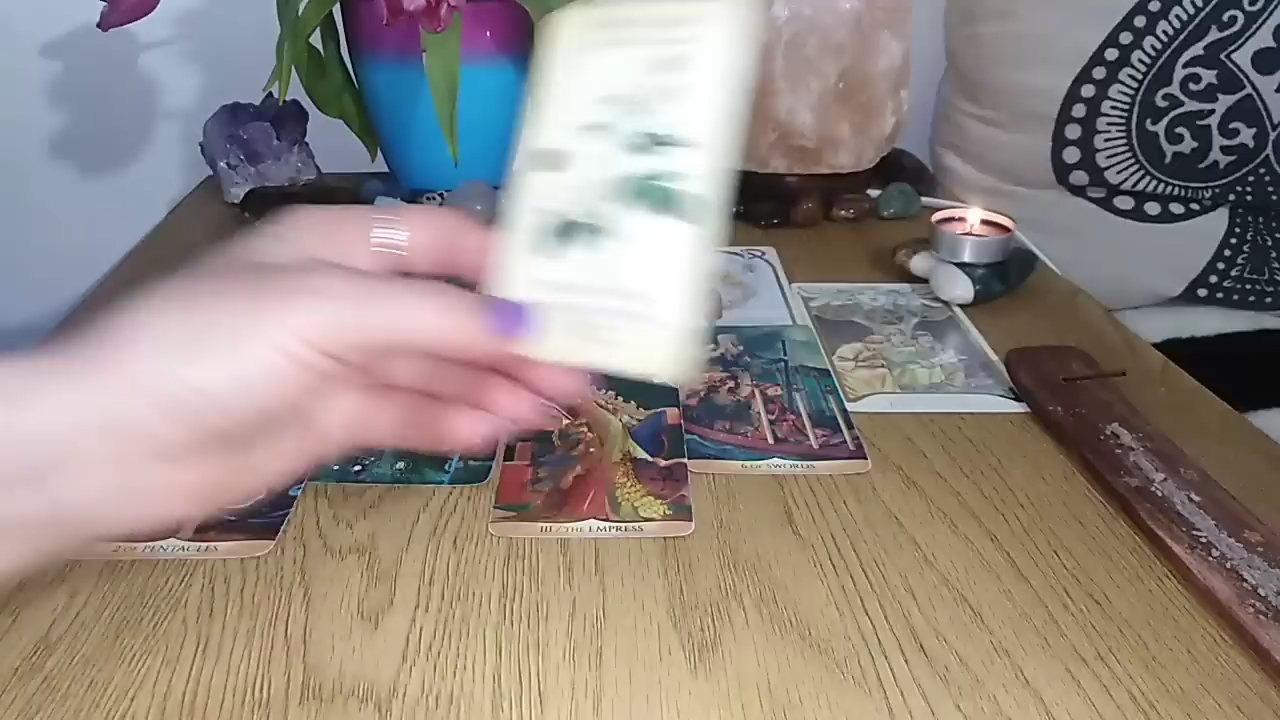 6 OF SWORDS
III / THE EMPRESS
2 OF PENTACLES